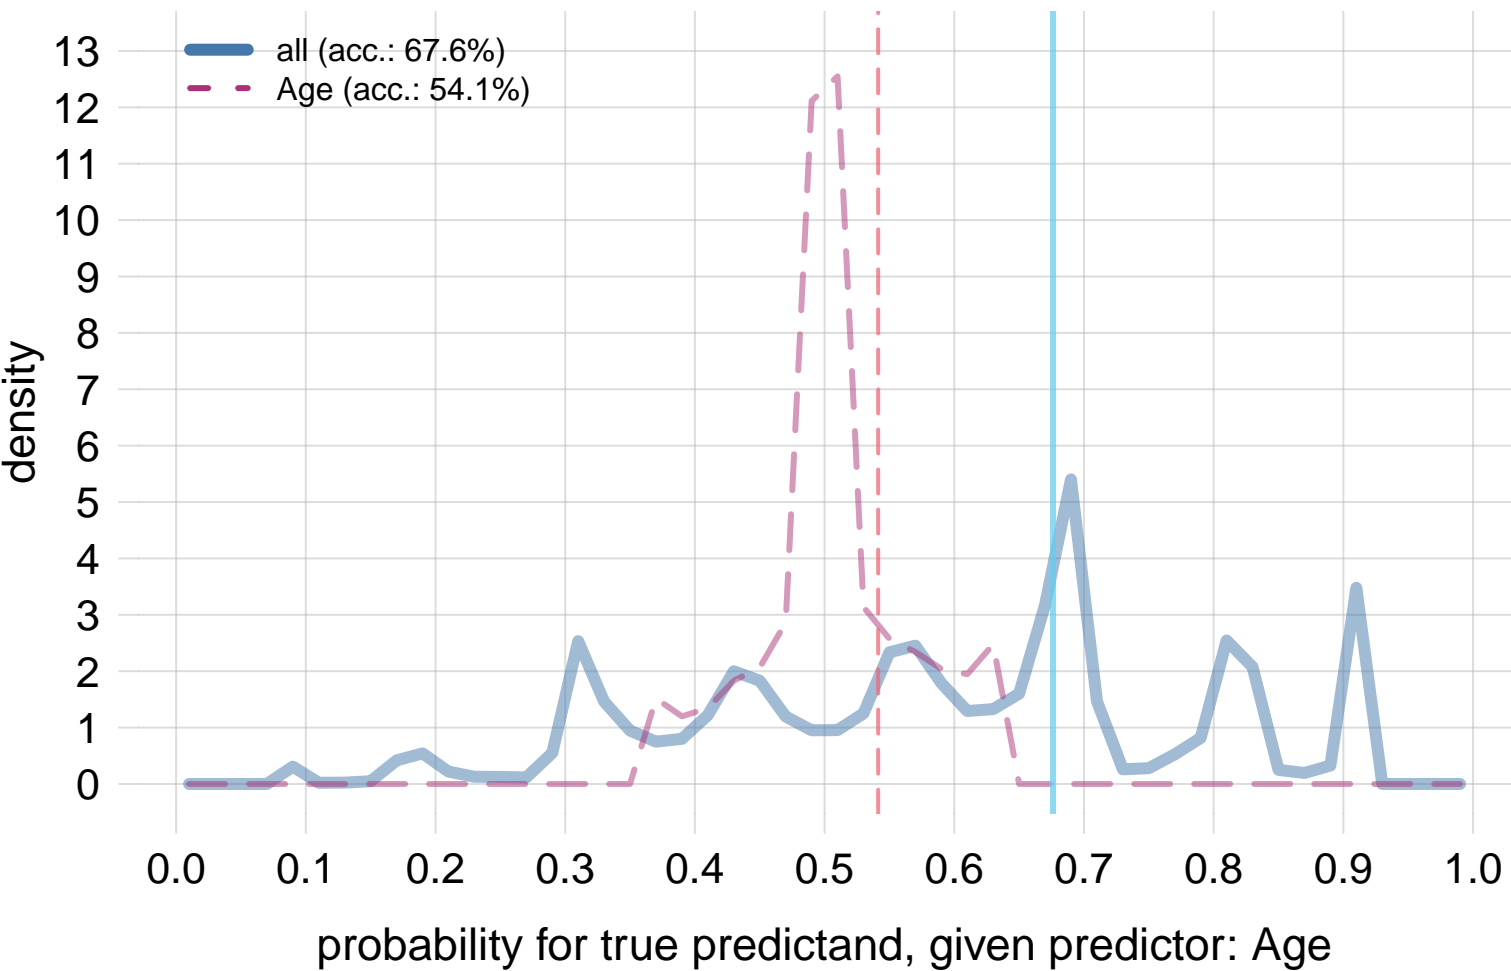 all (acc.: 67.6%)
Age (acc.: 54.1%)
13
12
11
10
9
8
7
6
5
4
3
2
1
0
density
0.0 0.1 0.2 0.3 0.4 0.5 0.6 0.7 0.8 0.9 1.0
probability for true predictand, given predictor: Age